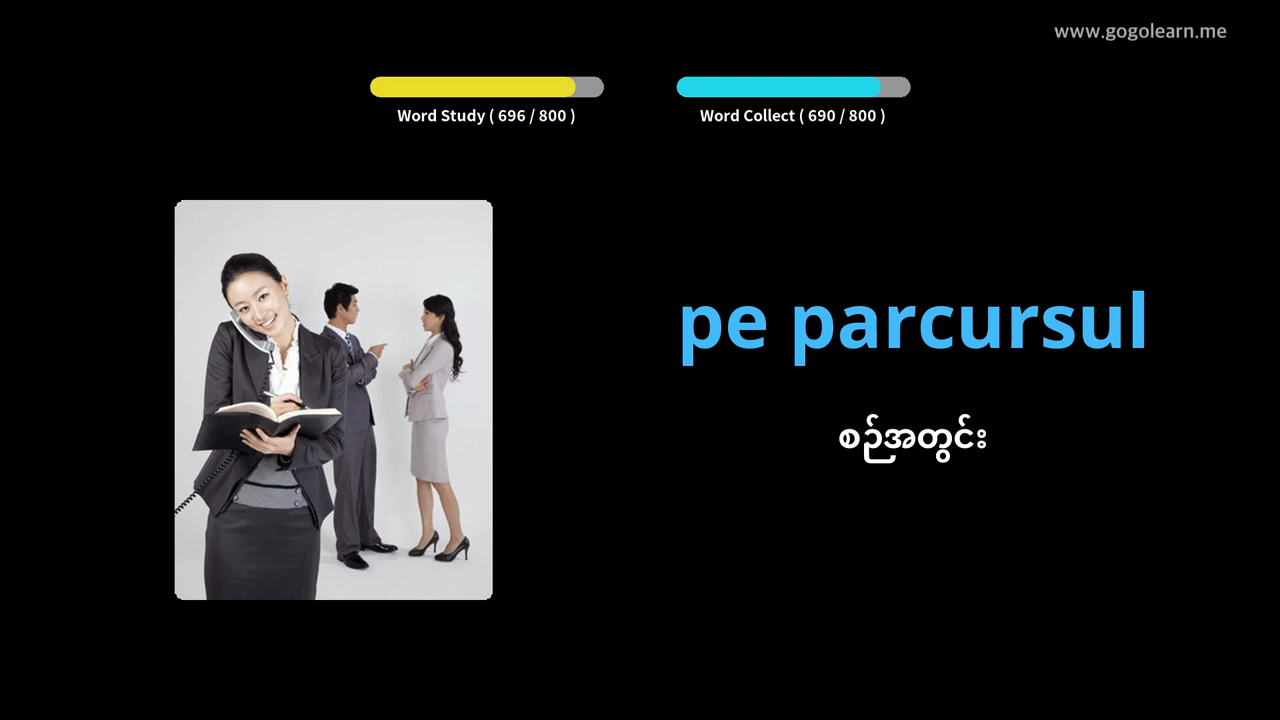 www.gogolearn.me
Word Study ( 696 / 800 )
Word Collect ( 690 / 800 )
pe parcursul
စဉ်အတွင်း